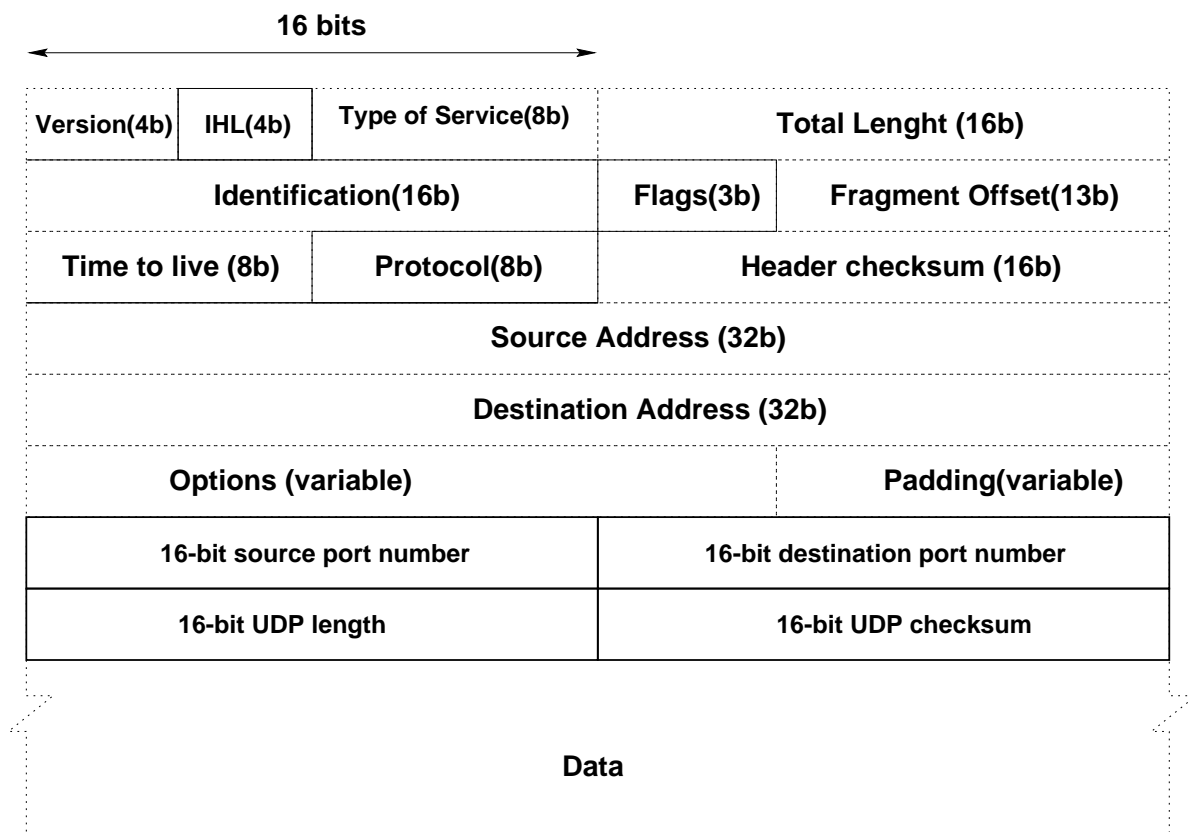 16 bits
Version(4b) IHL(4b) Type of Service(8b) Total Lenght (16b)
Identification(16b) Flags(3b) Fragment Offset(13b)
Time to live (8b) Protocol(8b) Header checksum (16b)
Source Address (32b)
Destination Address (32b)
Options (variable) Padding(variable)
16-bit source port number 16-bit destination port number
16-bit UDP length 16-bit UDP checksum
Data